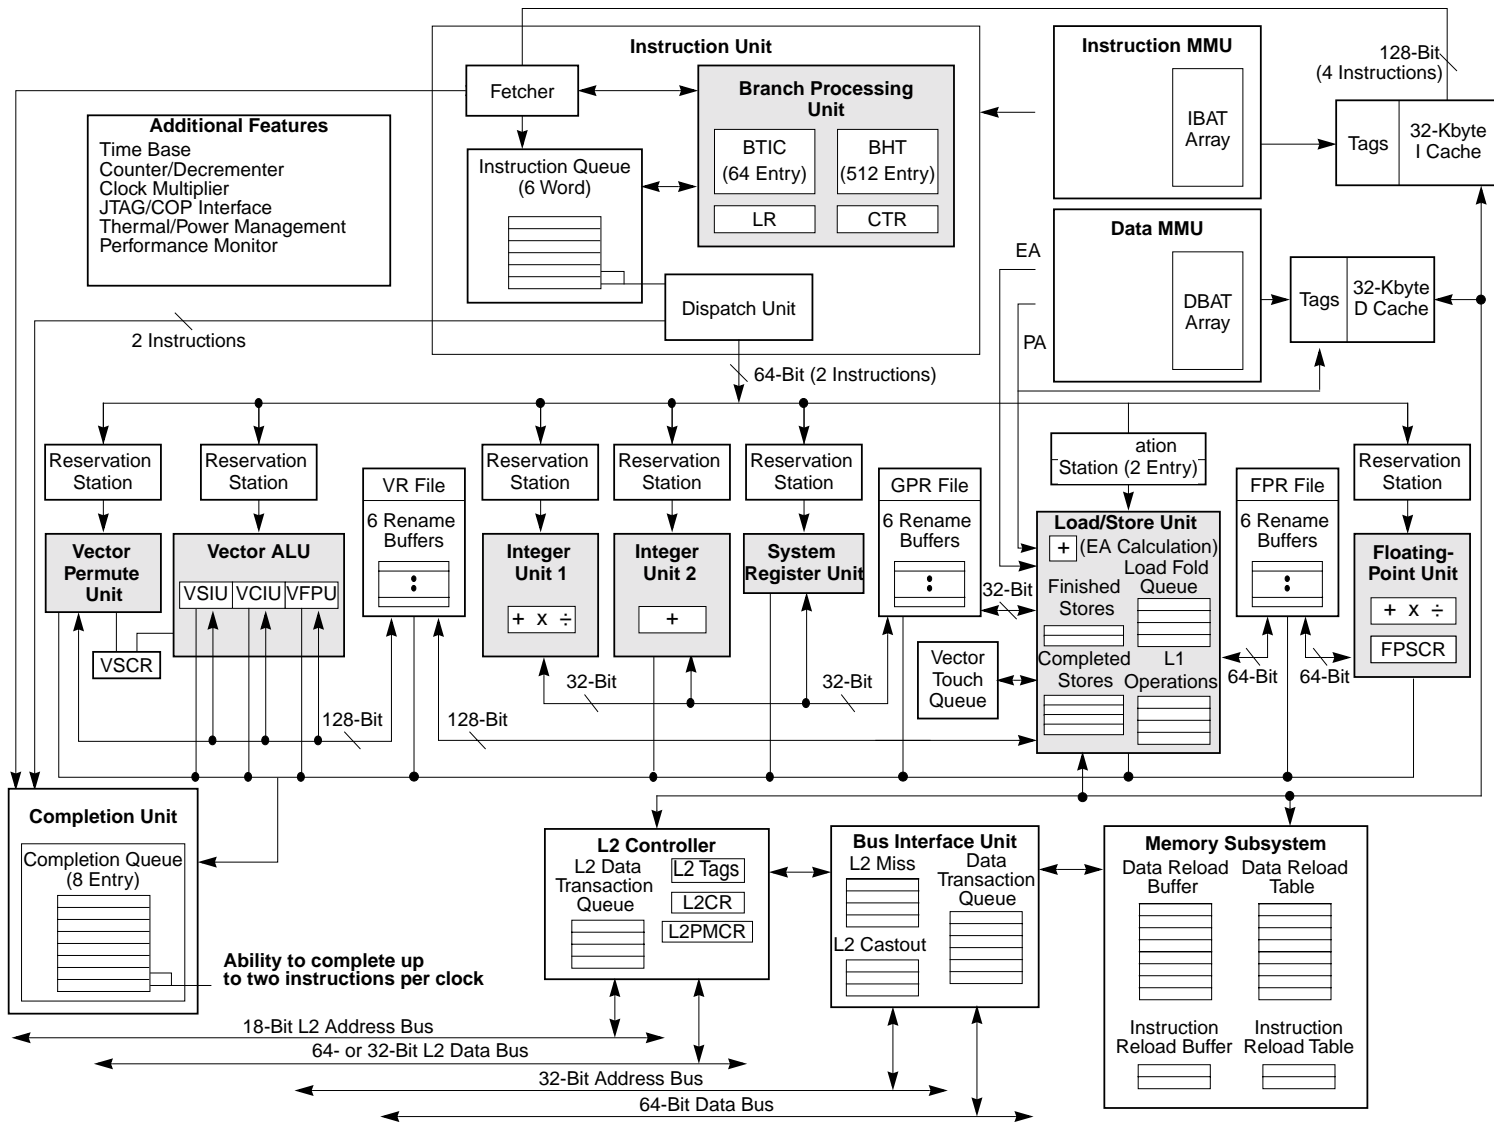 Instruction Unit
Fetcher
Branch Processing
Unit
BTIC
(64 Entry)
BHT
(512 Entry)
LR
CTR
Instruction Queue
(6 Word)
Dispatch Unit
Instruction MMU
IBAT
Array
128-Bit
(4 Instructions)
Tags
32-Kbyte
I Cache
Additional Features
Time Base
Counter/Decrementer
Clock Multiplier
JTAG/COP Interface
Thermal/Power Management
Performance Monitor
Data MMU
DBAT
Array
EA
PA
Tags
32-Kbyte
D Cache
2 Instructions
64-Bit (2 Instructions)
Reservation
Station
Reservation
Station
VR File
6 Rename
Buffers
Reservation
Station
Reservation
Station
Reservation
Station
GPR File
6 Rename
Buffers
ation
Station (2 Entry)
FPR File
6 Rename
Buffers
Reservation
Station
Vector
Permute
Unit
Vector ALU
VSIU
VCIU
VFPU
VSCR
Integer
Unit 1
+ x ÷
Integer
Unit 2
+
System
Register Unit
Load/Store Unit
+
(EA Calculation)
Load Fold
Queue
Finished
Stores
Completed
Stores
L1
Operations
Floating-
Point Unit
+ x ÷
FPSCR
Vector
Touch
Queue
32-Bit
32-Bit
32-Bit
64-Bit
64-Bit
128-Bit
128-Bit
Completion Unit
Completion Queue
(8 Entry)
Ability to complete up
to two instructions per clock
L2 Controller
L2 Data
Transaction
Queue
L2 Tags
L2CR
L2PMCR
Bus Interface Unit
L2 Miss
Data
Transaction
Queue
L2 Castout
Memory Subsystem
Data Reload
Buffer
Data Reload
Table
Instruction
Reload Buffer
Instruction
Reload Table
18-Bit L2 Address Bus
64- or 32-Bit L2 Data Bus
32-Bit Address Bus
64-Bit Data Bus